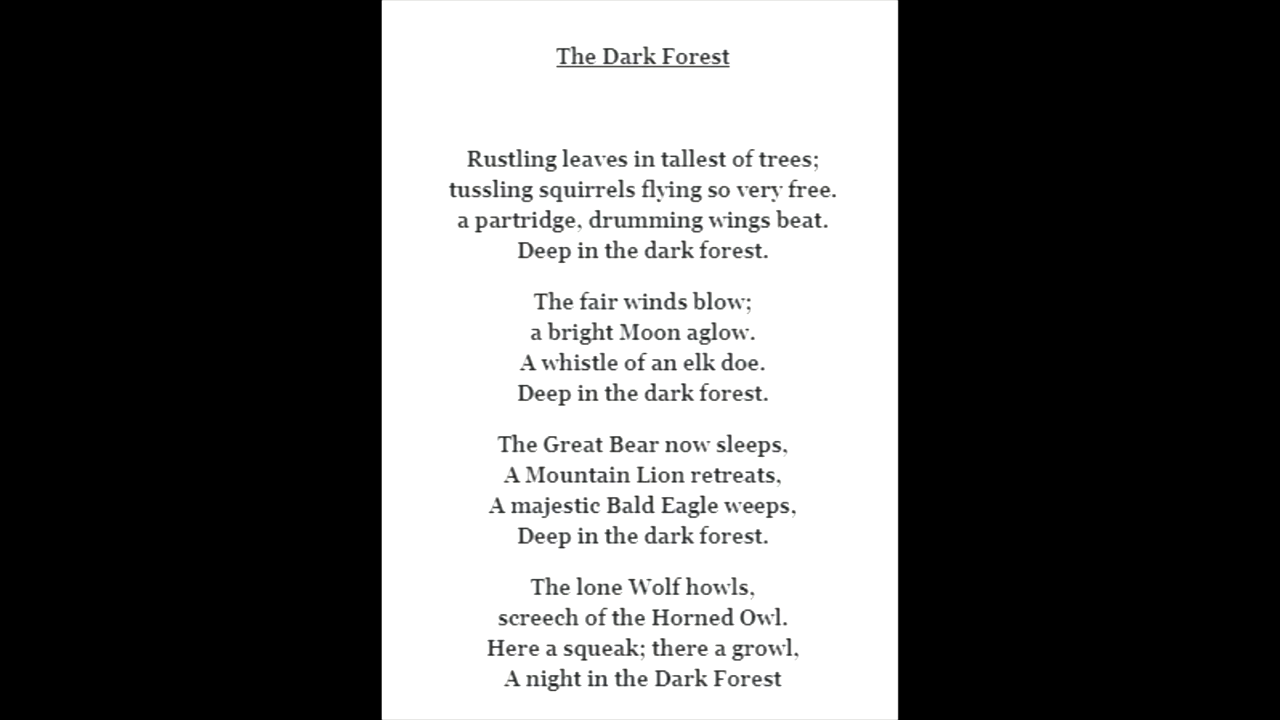 The Dark Forest
Rustling leaves in tallest of trees;
tussling squirrels flying so very free.
a partridge, drumming wings beat.
Deep in the dark forest.
The fair winds blow;
a bright Moon aglow.
A whistle of an elk doe.
Deep in the dark forest.
The Great Bear now sleeps,
A Mountain Lion retreats,
A majestic Bald Eagle weeps,
Deep in the dark forest.
The lone Wolf howls,
screech of the Horned Owl.
Here a squeak; there a growl,
A night in the Dark Forest